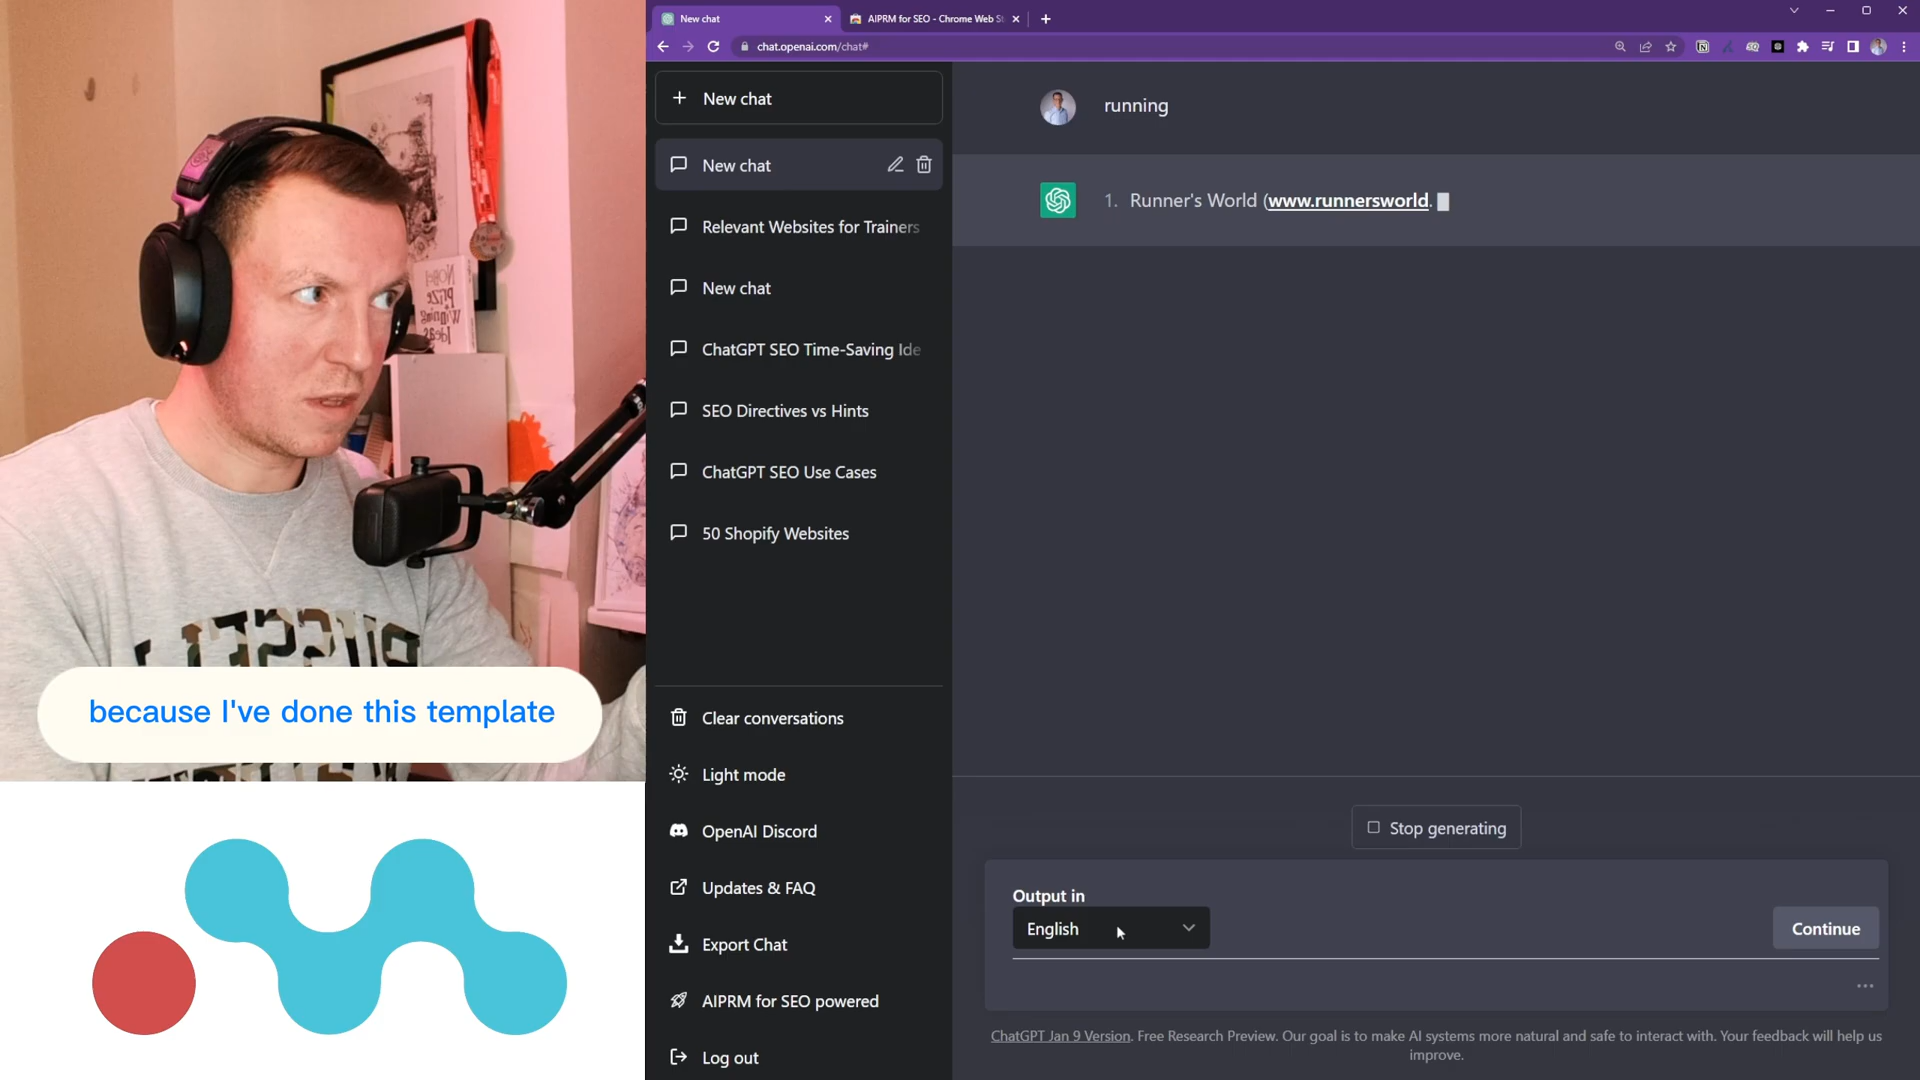 New chat
AIPRM for SEO - Chrome Web St
chat.openai.com/chat#
New chat
New chat
Relevant Websites for Trainers
New chat
ChatGPT SEO Time-Saving Ide
SEO Directives vs Hints
ChatGPT SEO Use Cases
50 Shopify Websites
Clear conversations
Light mode
OpenAI Discord
Updates & FAQ
Export Chat
AIPRM for SEO powered
Log out
running
1. Runner's World (www.runnersworld.
Stop generating
Output in
English
Continue
ChatGPT Jan 9 Version. Free Research Preview. Our goal is to make AI systems more natural and safe to interact with. Your feedback will help us
improve.
Nobel
Prize
Winning
Ideas
RUSSELL
because I've done this template